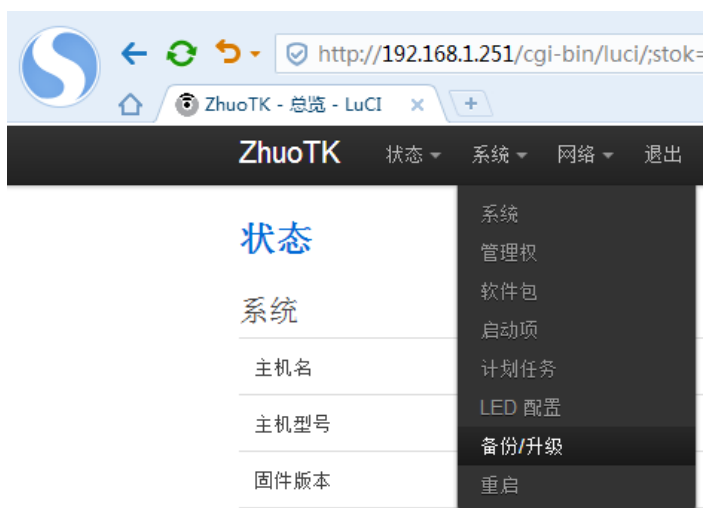 http://192.168.1.251/cgi-bin/luci/;stok=
ZhuoTK - 总览 - LuCI
ZhuoTK 状态 系统 网络 退出
系统
状态
管理权
软件包
系统
启动项
主机名
计划任务
LED 配置
主机型号
备份/升级
固件版本
重启